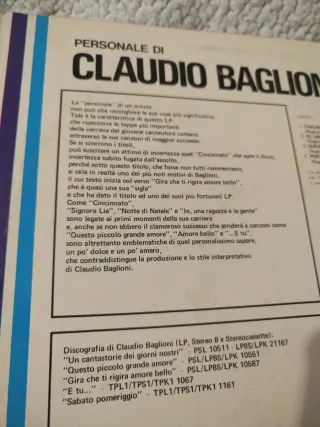 PERSONALE DI
CLAUDIO BAGLION
La "personale" di un artista
non può che raccogliere le sue cose più significative.
Tale è la caratteristica di questo LP.
che ripercorre le tappe più importanti
della carriera del giovane cantautore romano
attraverso le sue canzoni di maggior successo.
Se si scorrono i titoli,
può suscitare un attimo di incertezza quel "Cincinnato" che apre il disco,
incertezza subito fugata dall'ascolto,
perché sotto questo titolo, che forse non tutti rammentano,
si cela in realtà uno dei più noti motivi di Baglioni,
il cui testo inizia col verso "Gira che ti rigira amore bello",
che è quasi una sua "sigla"
e che ha dato il titolo ad uno dei suoi più fortunati LP.
Come "Cincinnato",
"Signora Lia", "Notte di Natale" e "Io, una ragazza e la gente"
sono legate ai primi momenti della sua carriera
e, anche se non ebbero il clamoroso successo che arriderà a canzoni come
"Questo piccolo grande amore", "Amore bello" e "...E tu",
sono altrettanto emblematiche di quel personalissimo sapore,
un po' dolce e un po' amaro,
che contraddistingue la produzione e lo stile interpretativo
di Claudio Baglioni.
Discografia di Claudio Baglioni (LP, Stereo 8 e Stereocassette):
"Un cantastorie dei giorni nostri" - PSL 10511 - LP8S/LPK 21167
"Questo piccolo grande amore" - PSL/LP8S/LPK 10551
"Gira che ti rigira amore bello" - PSL/LP8S/LPK 10587
"E tu..." - TPL1/TPS1/TPK1 1067
"Sabato pomeriggio" - TPL1/TPS1/TPK1 1161